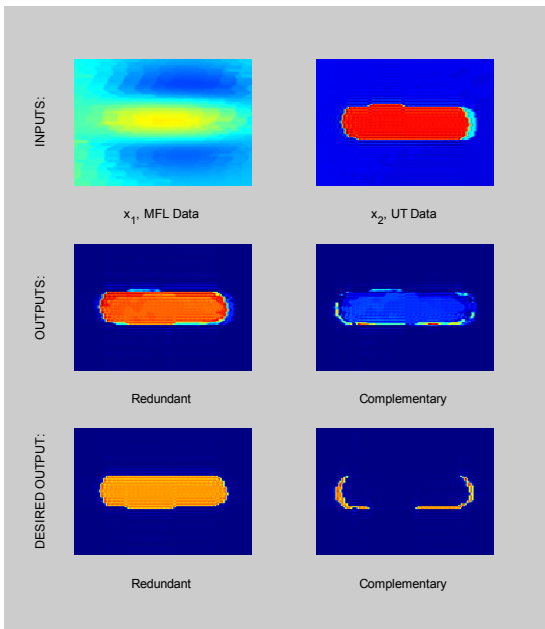 INPUTS:
x1, MFL Data
x2, UT Data
OUTPUTS:
Redundant
Complementary
DESIRED OUTPUT:
Redundant
Complementary